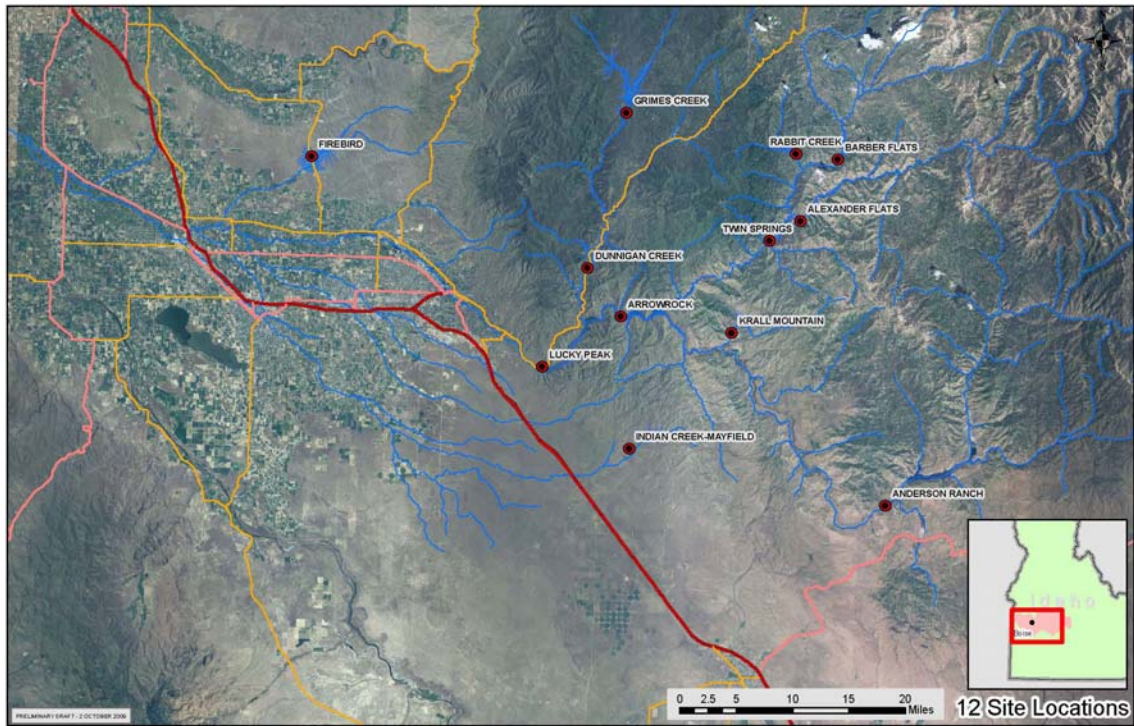 GRIMES CREEK
FIREBIRD
RABBIT CREEK
BARBER FLATS
ALEXANDER FLATS
TWIN SPRINGS
DUNNIGAN CREEK
ARROWROCK
KRALL MOUNTAIN
LUCKY PEAK
INDIAN CREEK-MAYFIELD
ANDERSON RANCH
Idaho
Boise
0 2.5 5 10 15 20
Miles
12 Site Locations
PRELIMINARY DRAFT - 2 OCTOBER